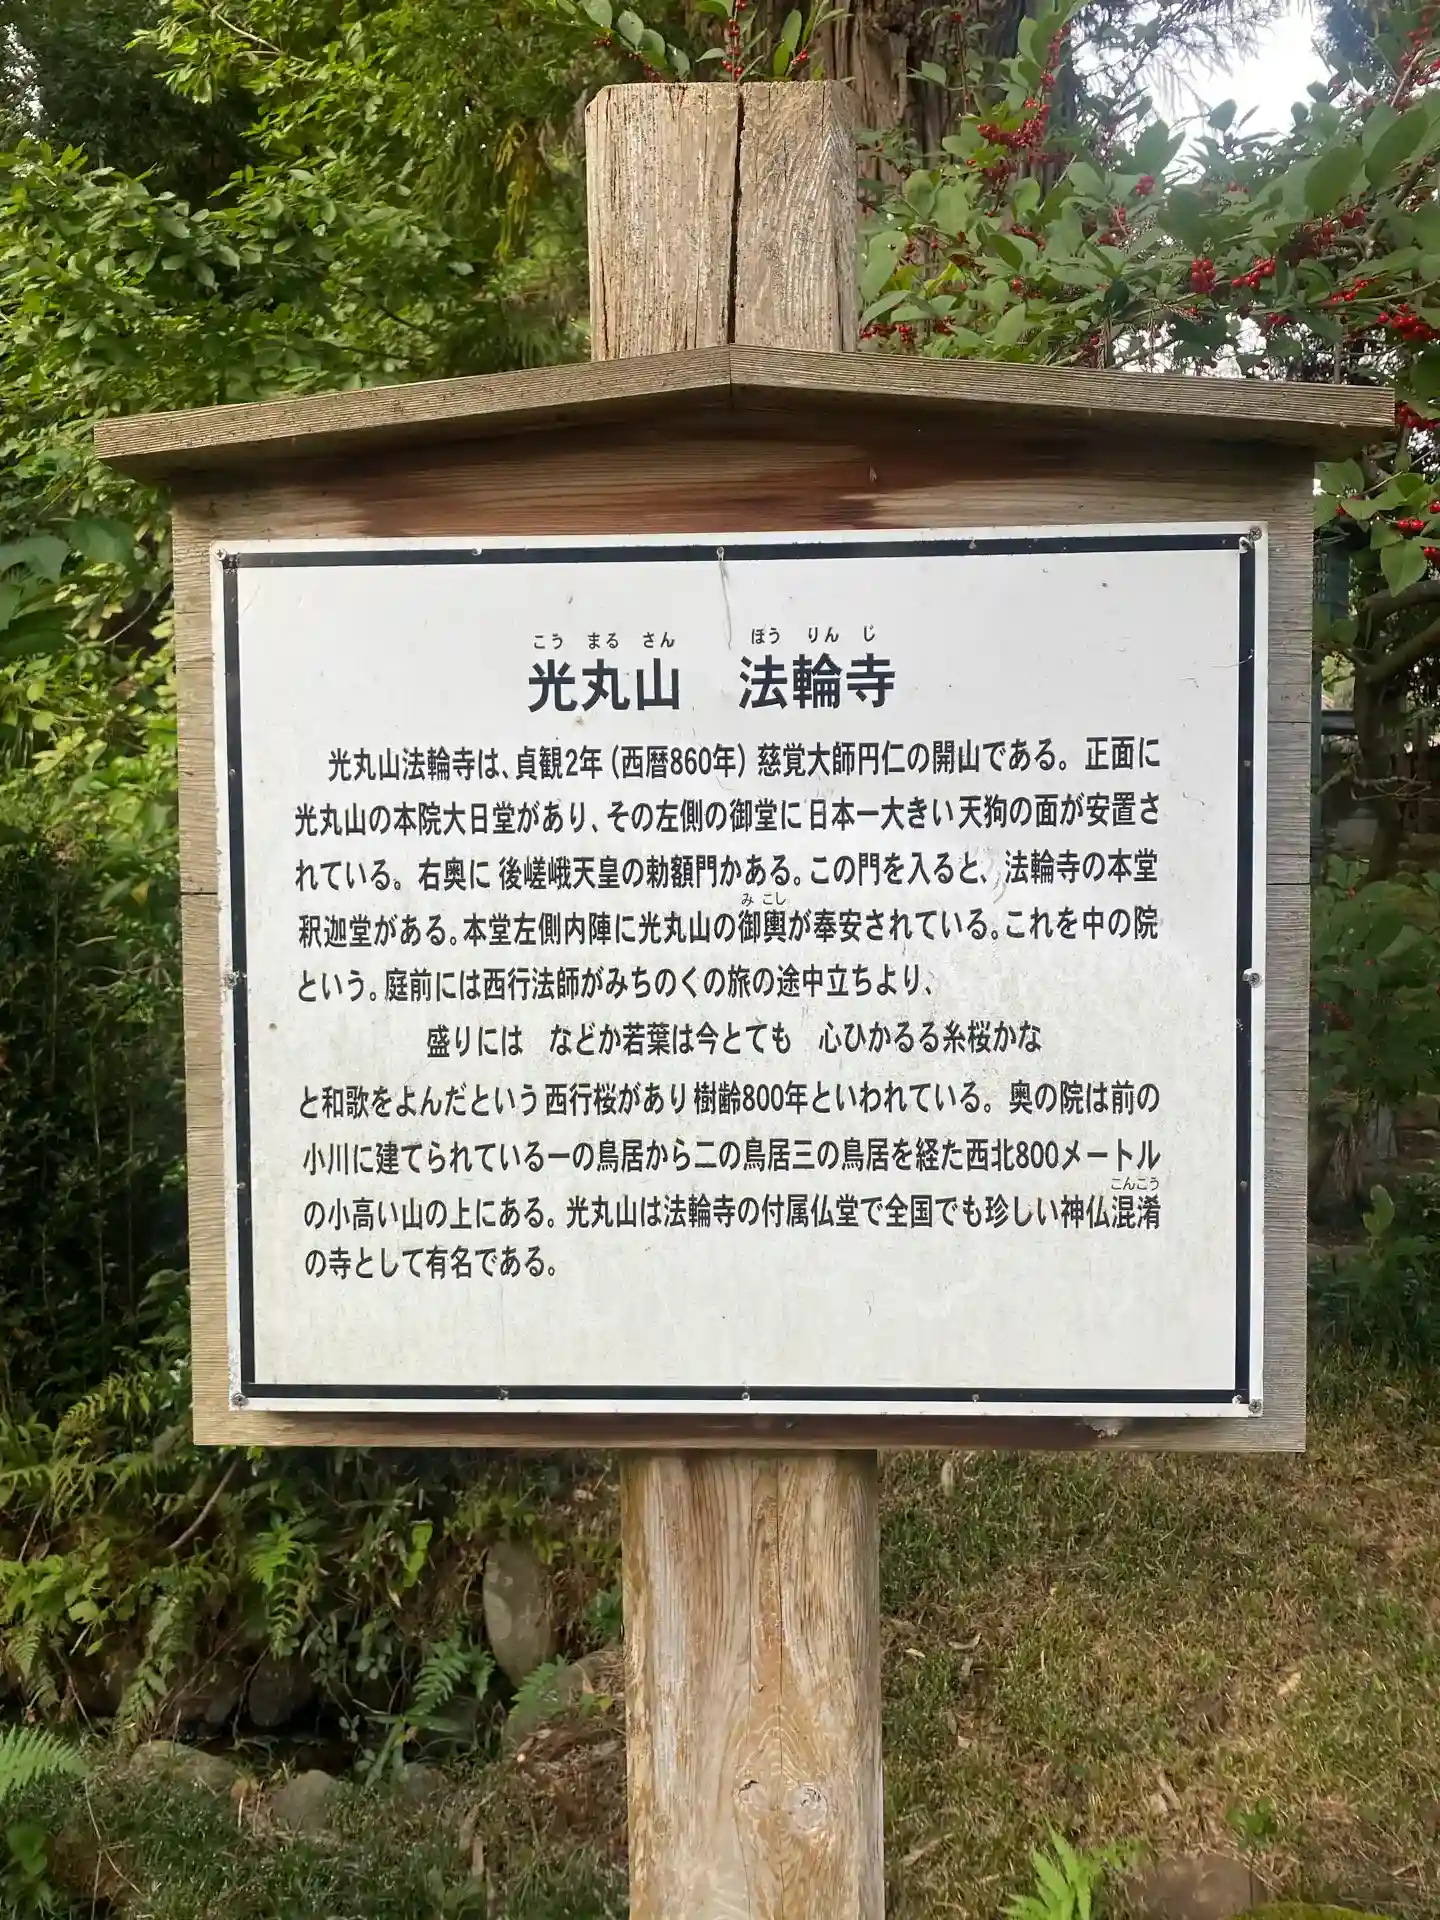 こう まる さん ほう りん じ
光丸山 法輪寺
光丸山法輪寺は、貞観2年（西暦860年）慈覚大師円仁の開山である。正面に
光丸山の本院大日堂があり、その左側の御堂に日本一大きい天狗の面が安置さ
れている。右奥に後嵯峨天皇の勅額門かある。この門を入ると、法輪寺の本堂
釈迦堂がある。本堂左側内陣に光丸山の御輿が奉安されている。これを中の院
み こし
という。庭前には西行法師がみちのくの旅の途中立ちより、
盛りには などか若葉は今とても 心ひかるる糸桜かな
と和歌をよんだという西行桜があり樹齢800年といわれている。奥の院は前の
小川に建てられている一の鳥居から二の鳥居三の鳥居を経た西北800メートル
こんこう
の小高い山の上にある。光丸山は法輪寺の付属仏堂で全国でも珍しい神仏混淆
の寺として有名である。